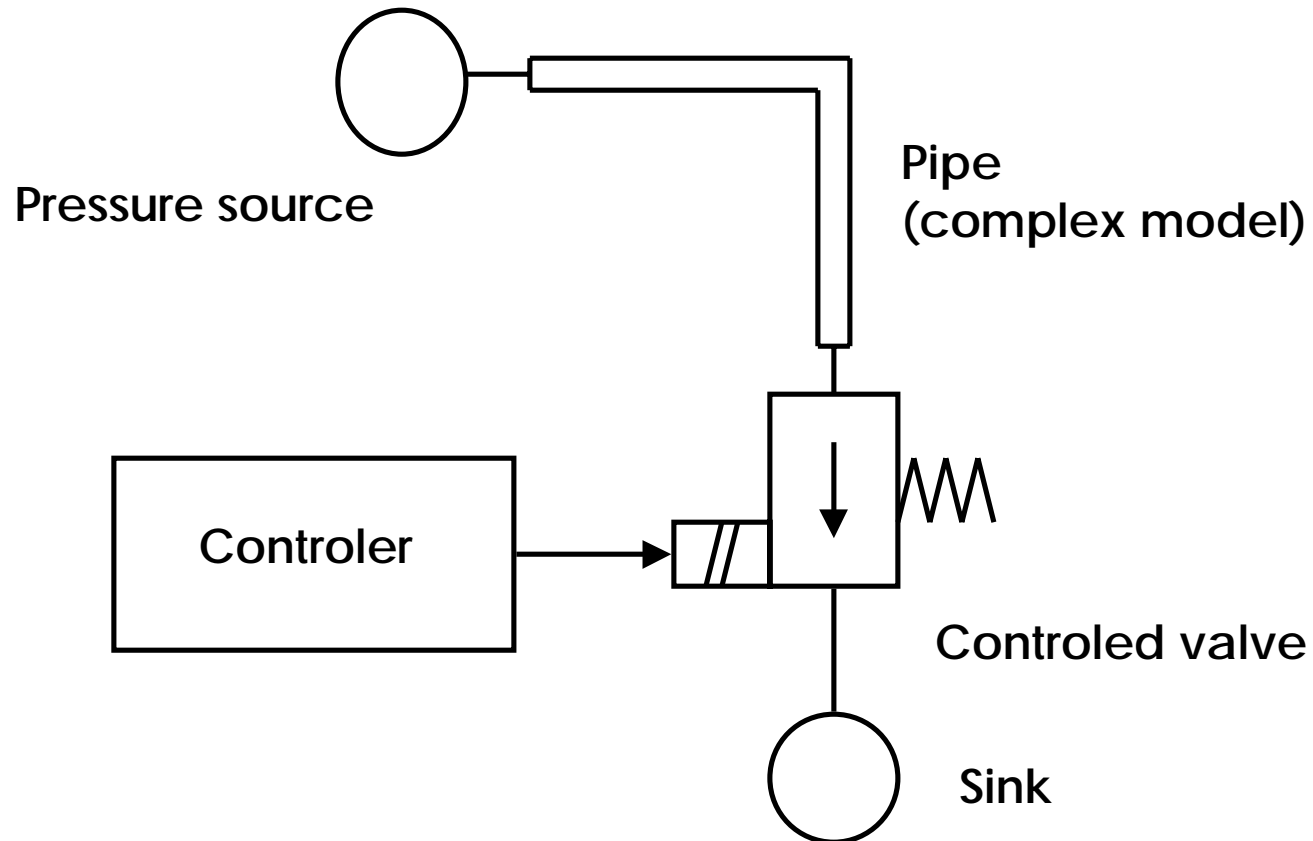 Pressure source
Pipe
(complex model)
Controler
Controled valve
Sink